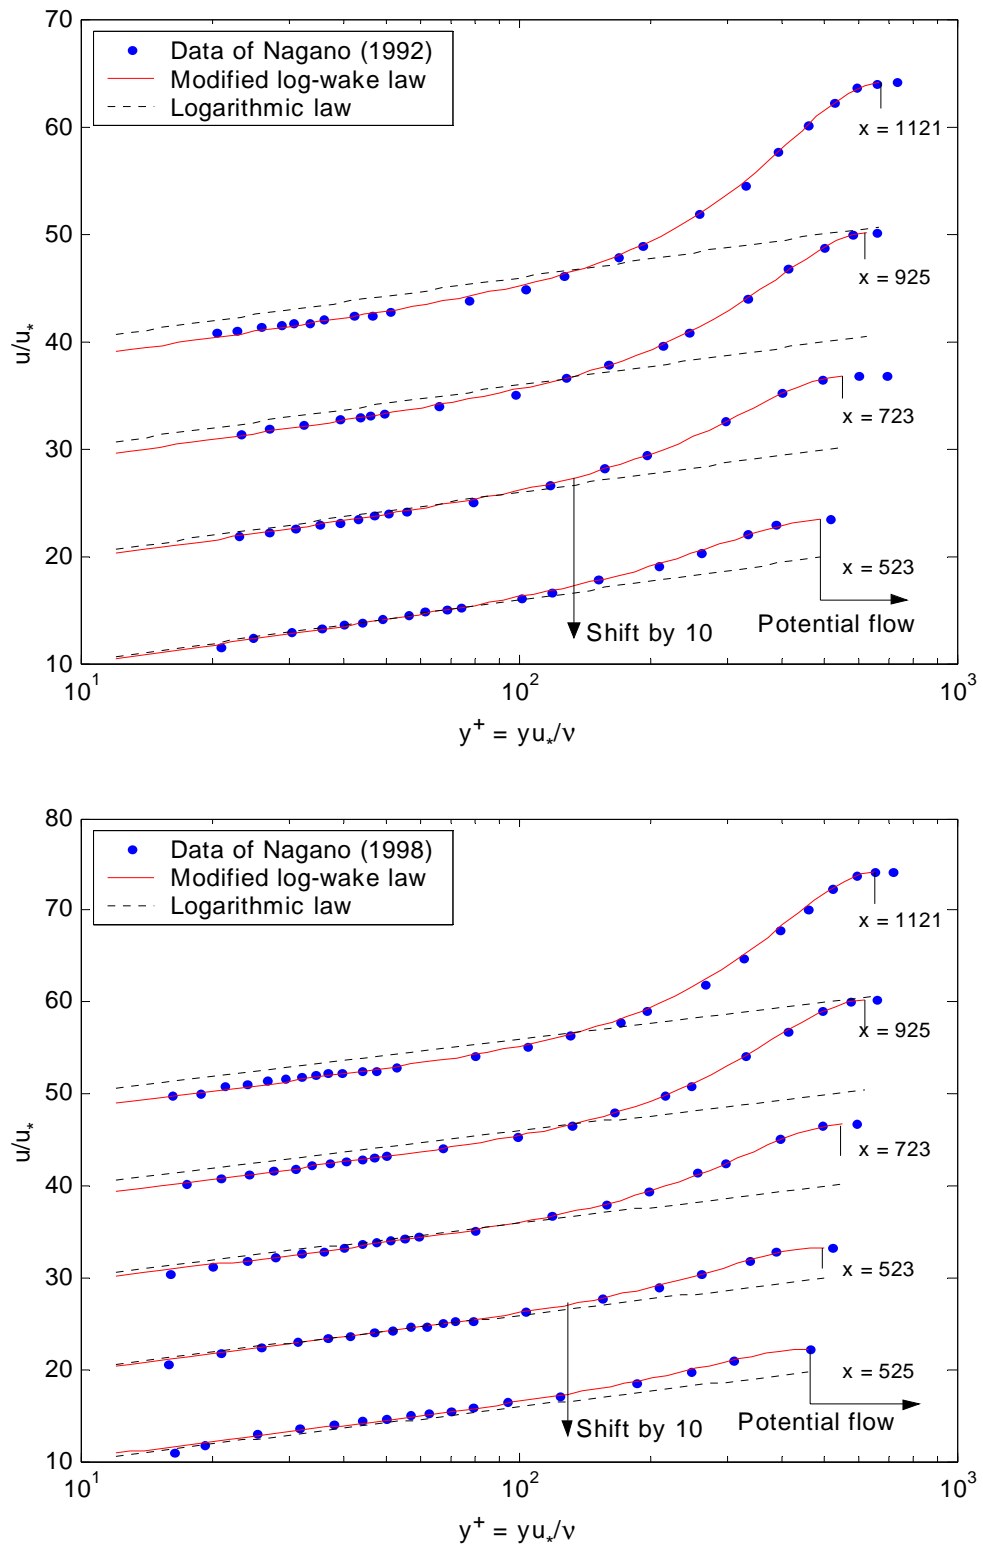 70
60
50
40
30
20
10
u/u*
Data of Nagano (1992)
Modified log-wake law
Logarithmic law
x = 1121
x = 925
x = 723
x = 523
Potential flow
Shift by 10
10^1
10^2
10^3
y^+ = yu*/ν
80
70
60
50
40
30
20
10
u/u*
Data of Nagano (1998)
Modified log-wake law
Logarithmic law
x = 1121
x = 925
x = 723
x = 523
x = 525
Potential flow
Shift by 10
10^1
10^2
10^3
y^+ = yu*/ν